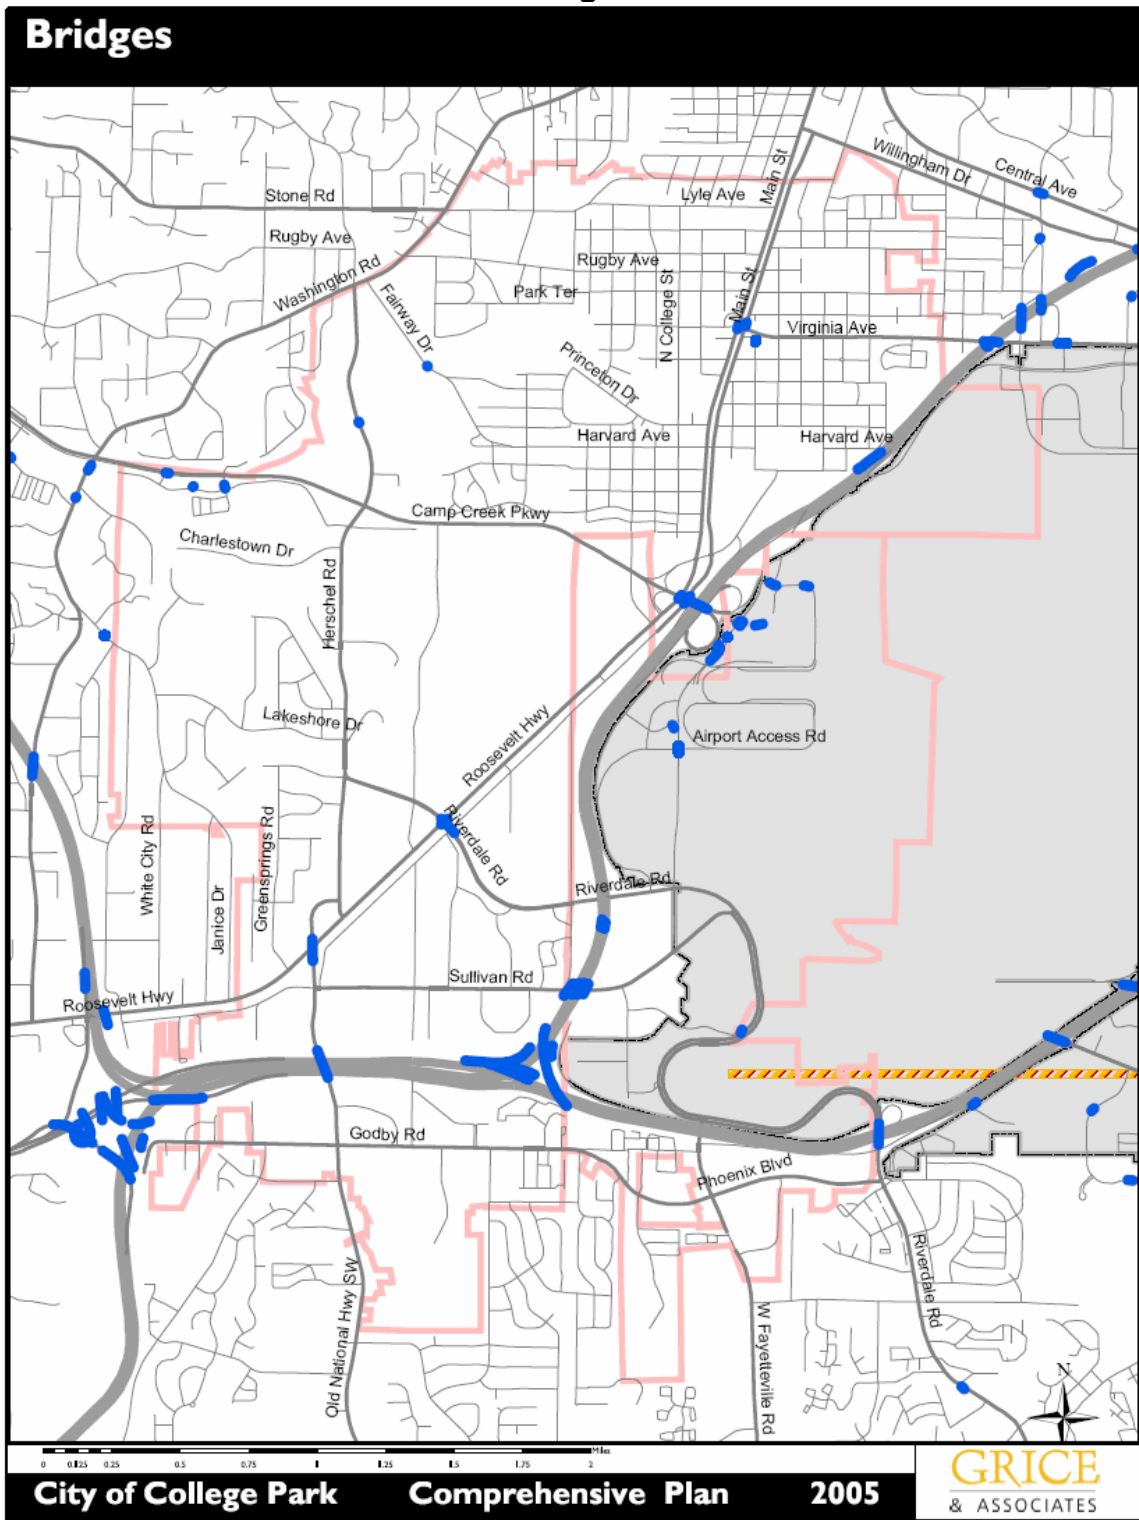 Bridges
Willingham Dr
Central Ave
Main St
Stone Rd
Lyle Ave
Rugby Ave
Rugby Ave
Washington Rd
Park Ter
Fairway Dr
N College St
Main St
Virginia Ave
Princeton Dr
Harvard Ave
Harvard Ave
Camp Creek Pkwy
Charlestown Dr
Herschel Rd
Lakeshore Dr
Roosevelt Hwy
Airport Access Rd
White City Rd
Janice Dr
Greensprings Rd
Riverdale Rd
Riverdale Rd
Sullivan Rd
Roosevelt Hwy
Godby Rd
Phoenix Blvd
Old National Hwy SW
W Fayetteville Rd
Riverdale Rd
N
Miles
0 0.125 0.25 0.5 0.75 1 1.25 1.5 1.75 2
City of College Park Comprehensive Plan 2005
GRICE
& ASSOCIATES